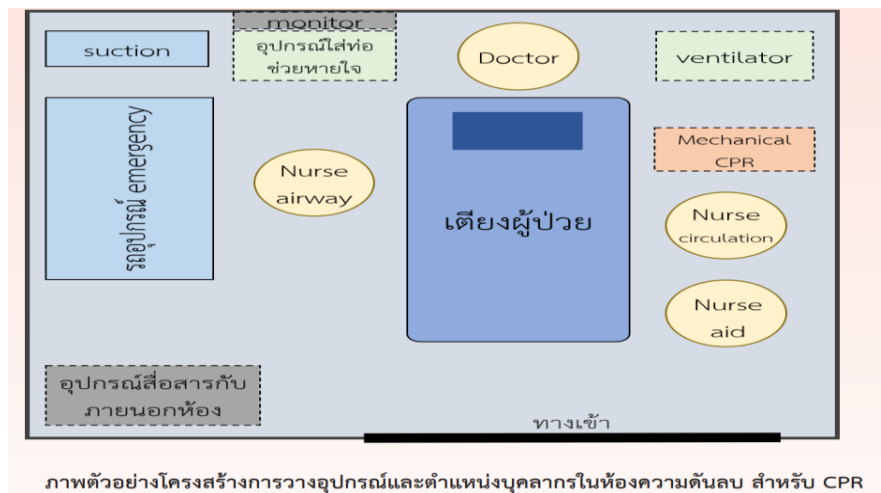 monitor
suction
อุปกรณ์ใส่ท่อ
ช่วยหายใจ
Doctor
ventilator
รถอุปกรณ์ emergency
Nurse
airway
เตียงผู้ป่วย
Mechanical
CPR
Nurse
circulation
Nurse
aid
อุปกรณ์สื่อสารกับ
ภายนอกห้อง
ทางเข้า
ภาพตัวอย่างโครงสร้างการวางอุปกรณ์และตำแหน่งบุคลากรในห้องความดันลบ สำหรับ CPR